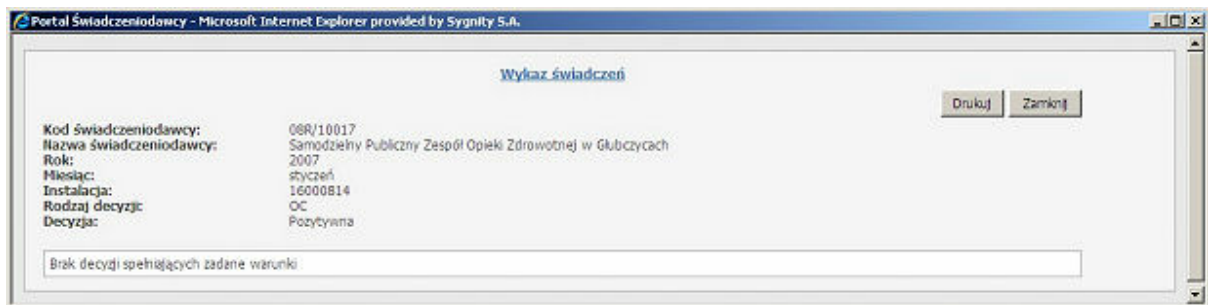 Portal Świadczeniodawcy - Microsoft Internet Explorer provided by Sygnity S.A.
Wykaz świadczeń
Drukuj Zamknij
Kod świadczeniodawcy: 08R/10017
Nazwa świadczeniodawcy: Samodzielny Publiczny Zespół Opieki Zdrowotnej w Głubczycach
Rok: 2007
Miesiąc: styczeń
Instalacja: 16000814
Rodzaj decyzji: OC
Decyzja: Pozytywna
Brak decyzji spełniających zadane warunki